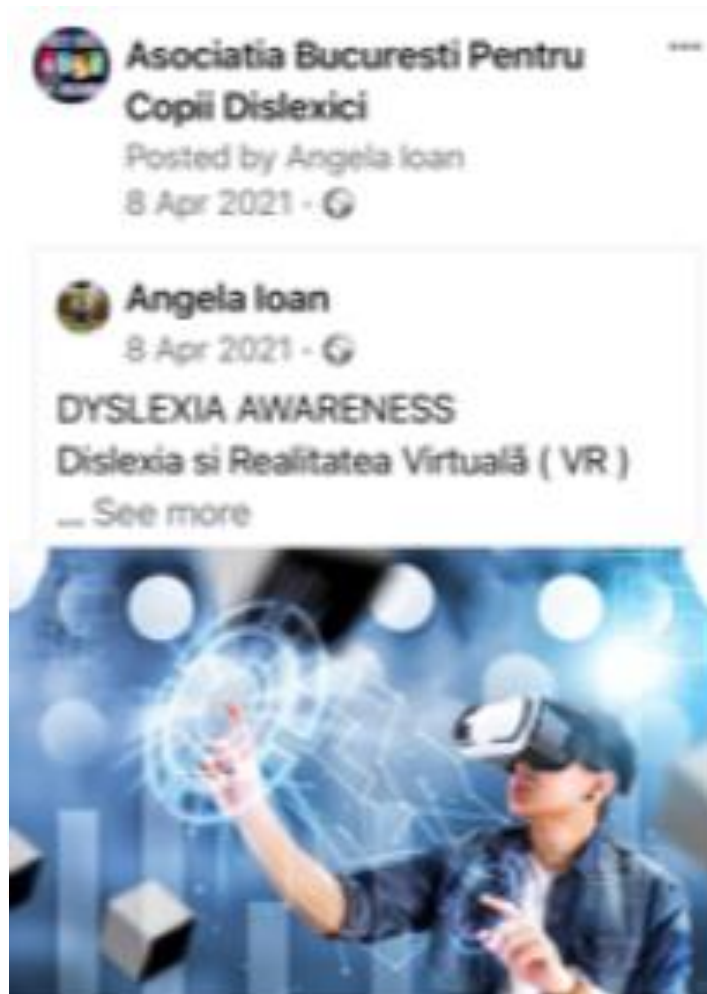 Asociatia Bucuresti Pentru
Copii Dislexici
Posted by Angela Ioan
8 Apr 2021 ·
Angela Ioan
8 Apr 2021 ·
DYSLEXIA AWARENESS
Dislexia si Realitatea Virtuală ( VR )
... See more